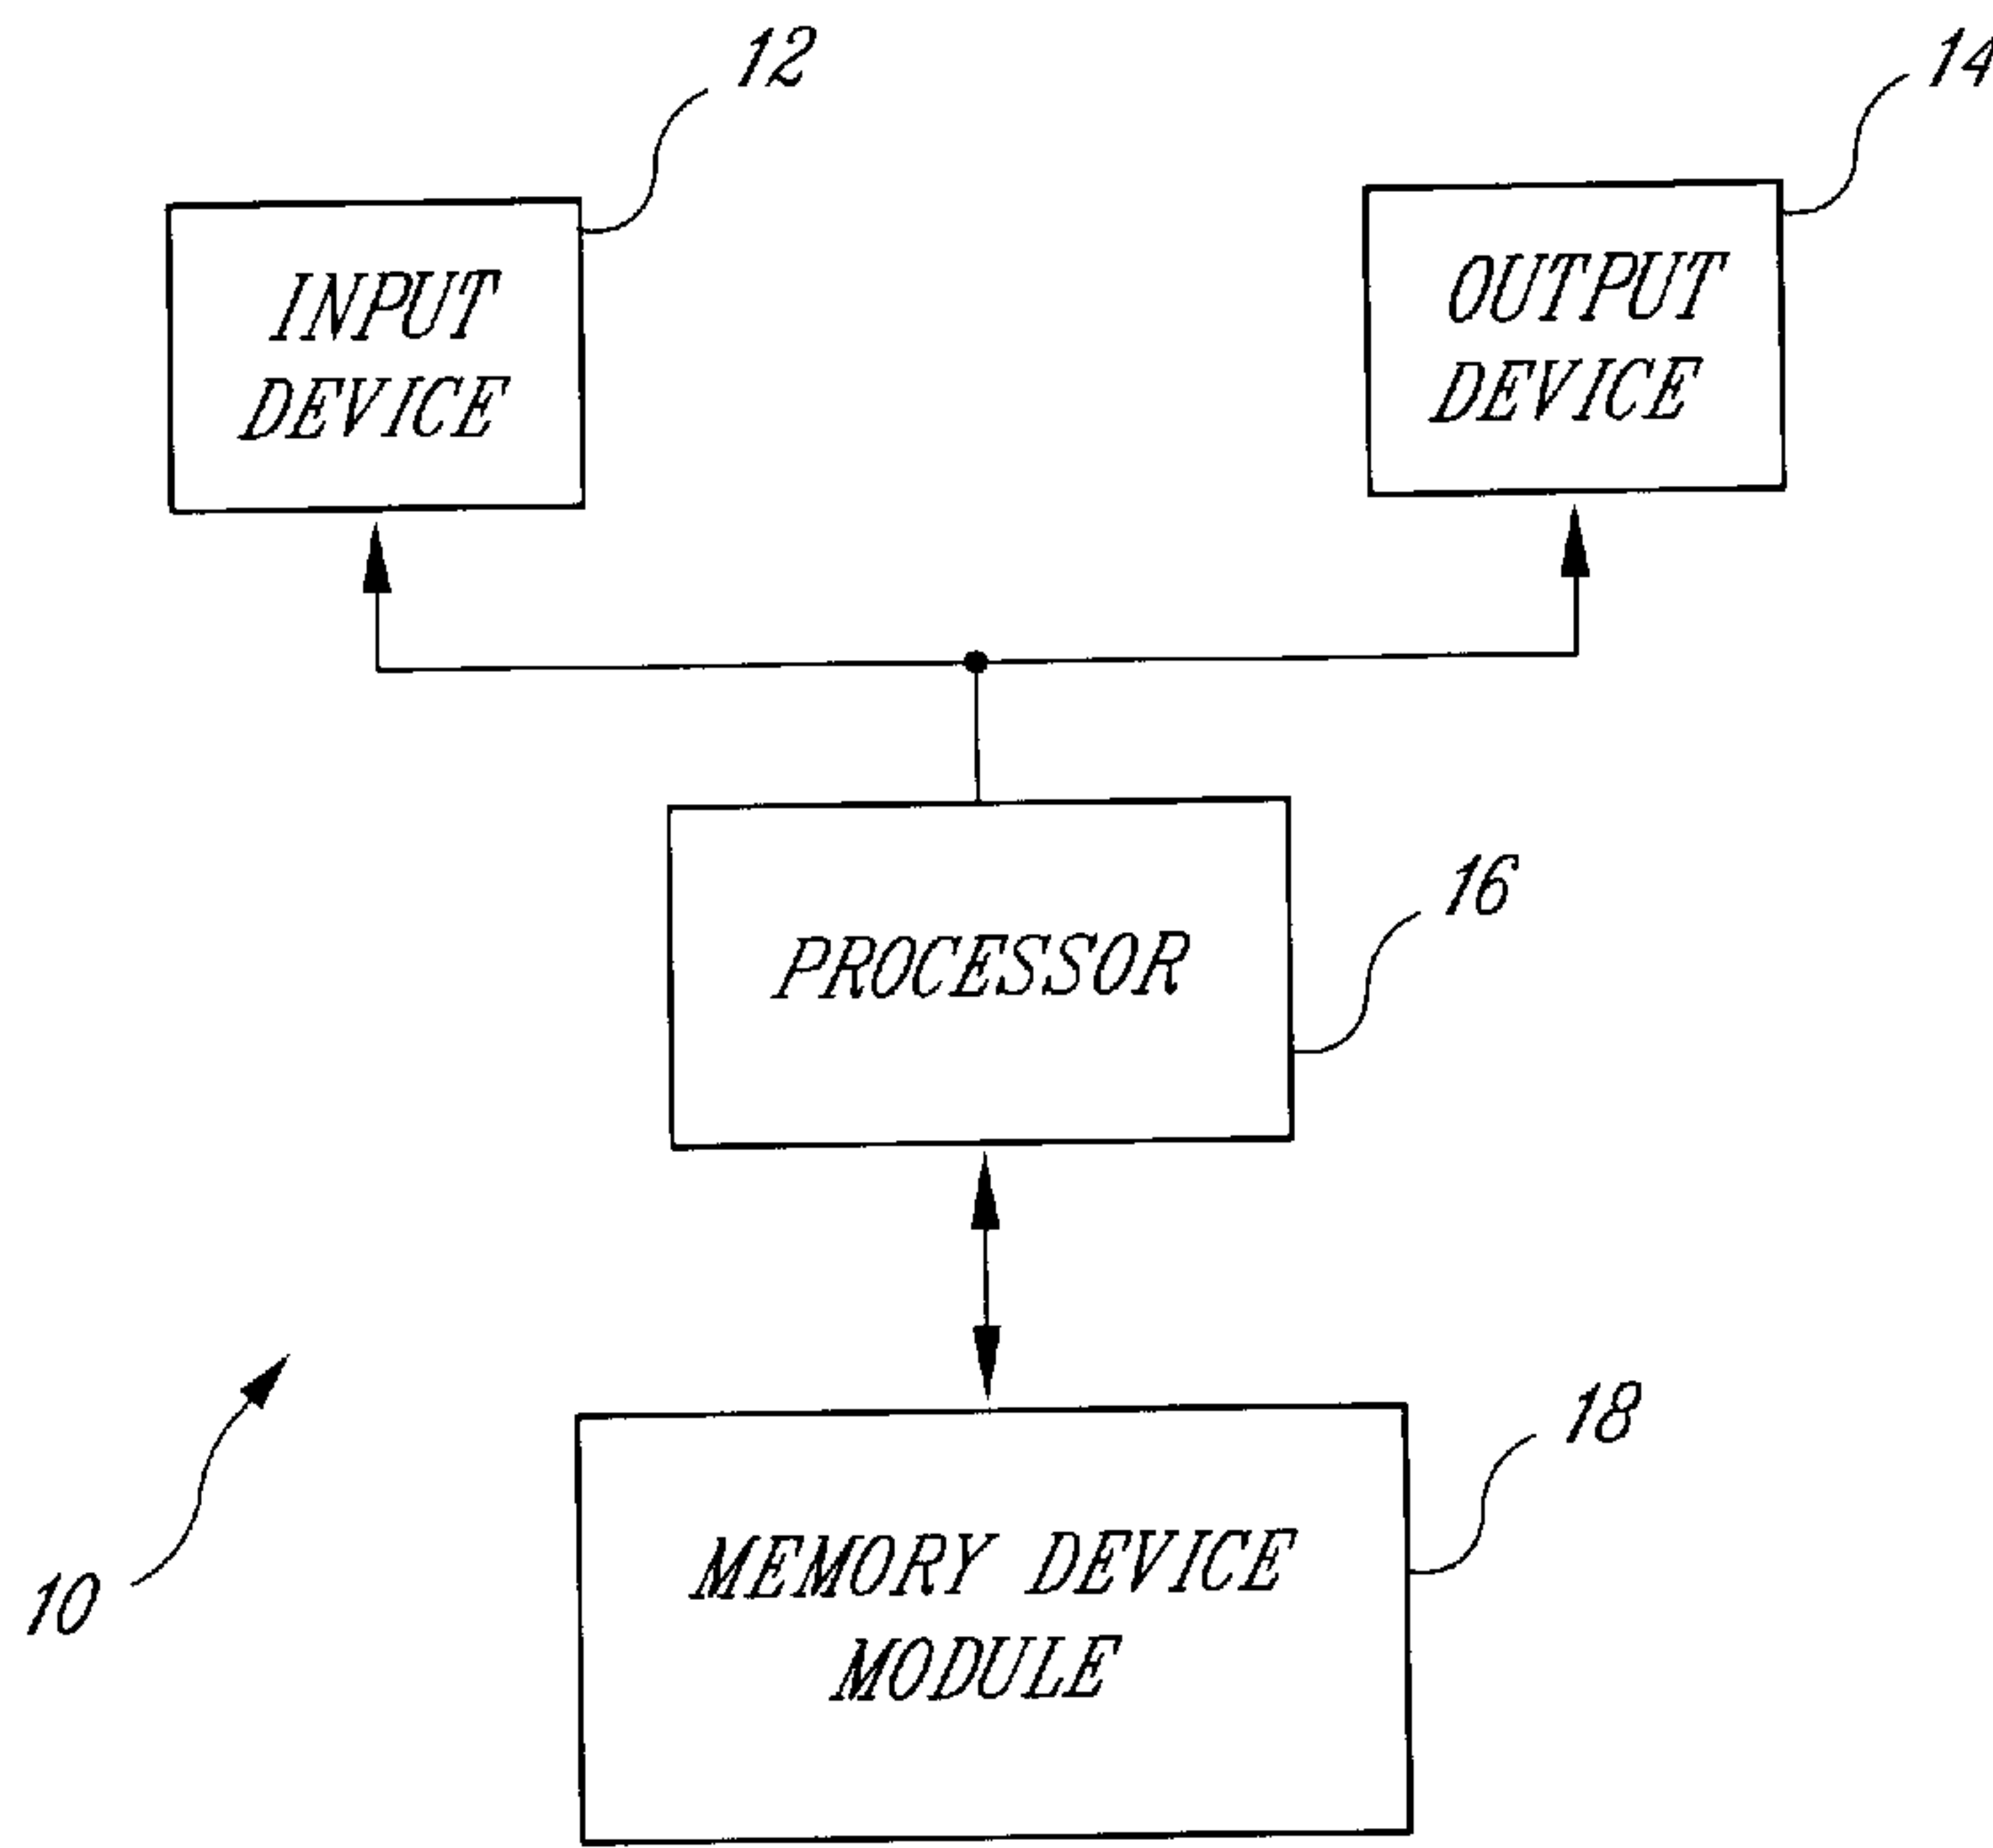 12
14
INPUT
DEVICE
OUTPUT
DEVICE
PROCESSOR
16
18
MEMORY DEVICE
MODULE
10